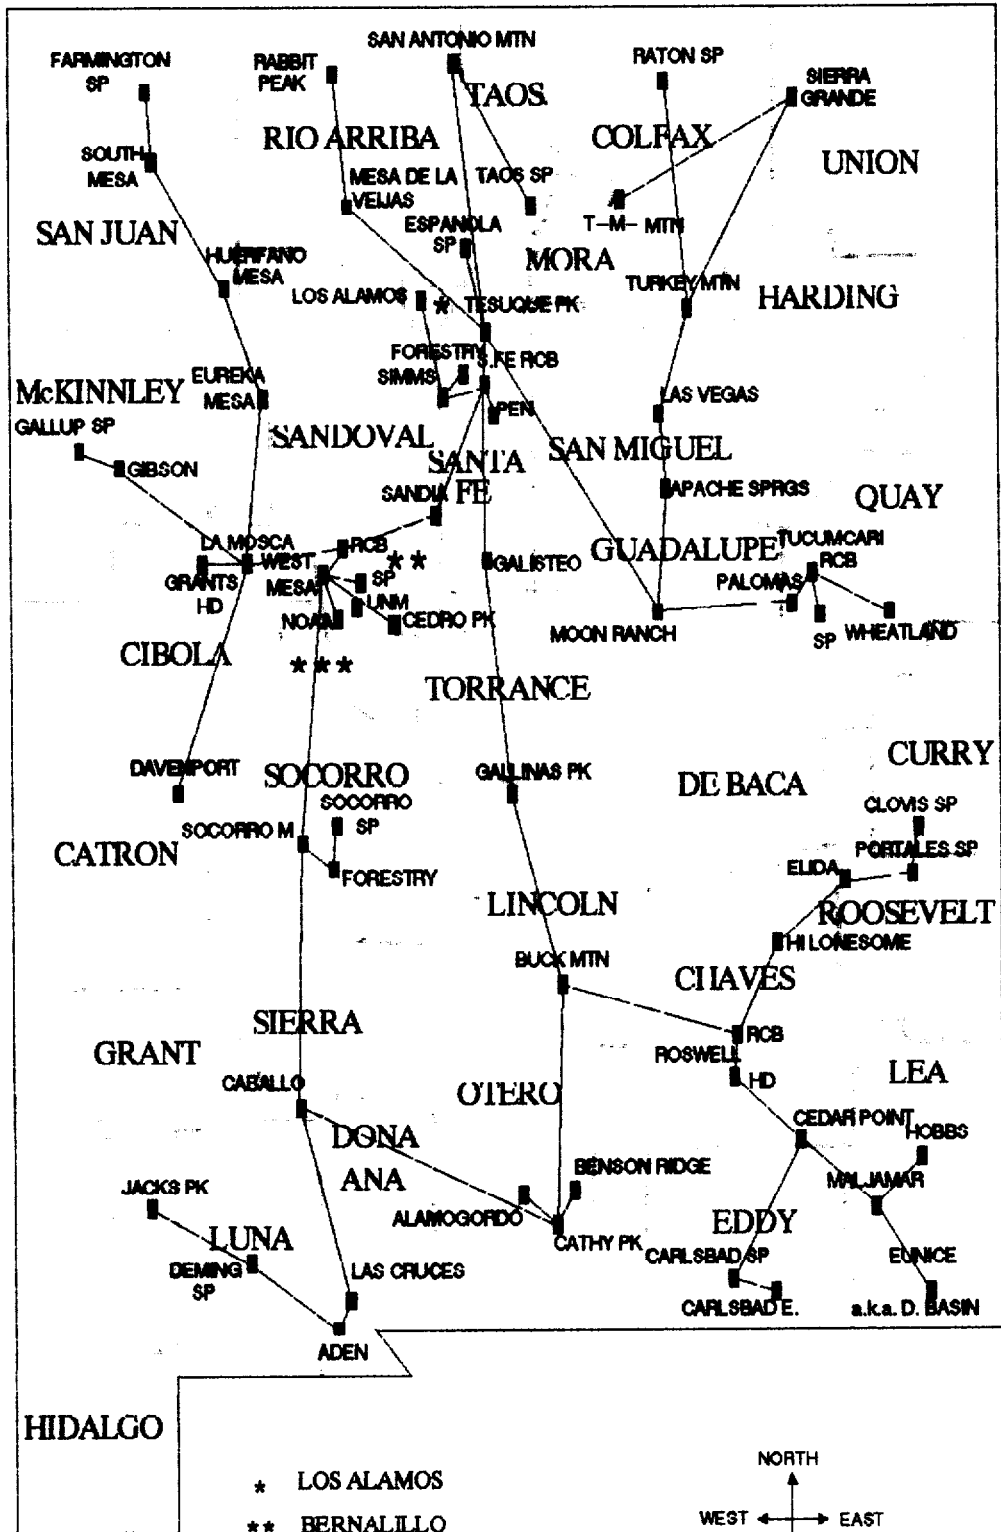 SAN ANTONIO MTN
FARMINGTON
SP
RABBIT
PEAK
RATON SP
SIERRA
GRANDE
TAOS
RIO ARRIBA
COLFAX
UNION
SOUTH
MESA
MESA DE LA
VEIJAS
TAOS SP
T-M- MTN
SAN JUAN
ESPANOLA
SP
MORA
HUERFANO
MESA
LOS ALAMOS
*
TESUQUE PK
TURKEY MTN
HARDING
FORESTRY
SIMMS
S.FE RCB
EUREKA
MESA
McKINNLEY
GALLUP SP
PEN
LAS VEGAS
GIBSON
SANDOVAL
SANTA
FE
SAN MIGUEL
SANDIA
APACHE SPRGS
QUAY
LA MOSCA
GRANTS
HD
WEST
MESA
RCB
**
SP
GALISTEO
GUADALUPE
TUCUMCARI
RCB
PALOMAS
UNM
NOAA
CEDRO PK
MOON RANCH
SP
WHEATLAND
CIBOLA
***
TORRANCE
DAVENPORT
SOCORRO
GALLINAS PK
DE BACA
CURRY
SOCORRO
SP
CLOVIS SP
SOCORRO M
CATRON
FORESTRY
PORTALES SP
ELIDA
LINCOLN
ROOSEVELT
HI LONESOME
BUCK MTN
CHAVES
SIERRA
GRANT
RCB
ROSWELL
HD
LEA
CABALLO
OTERO
CEDAR POINT
HOBBS
DONA
ANA
BENSON RIDGE
MALJAMAR
JACKS PK
ALAMOGORDO
EDDY
LUNA
CATHY PK
CARLSBAD SP
EUNICE
DEMING
SP
LAS CRUCES
CARLSBAD E.
a.k.a. D. BASIN
ADEN
HIDALGO
NORTH
* LOS ALAMOS
WEST EAST
** BERNALILLO